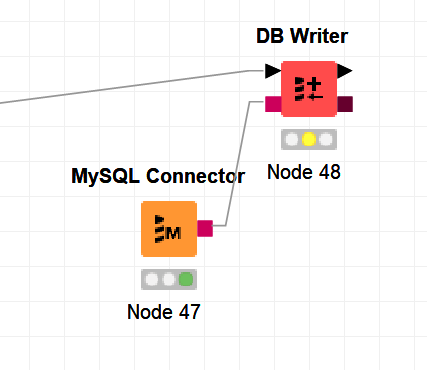 DB Writer
Node 48
MySQL Connector
M
Node 47